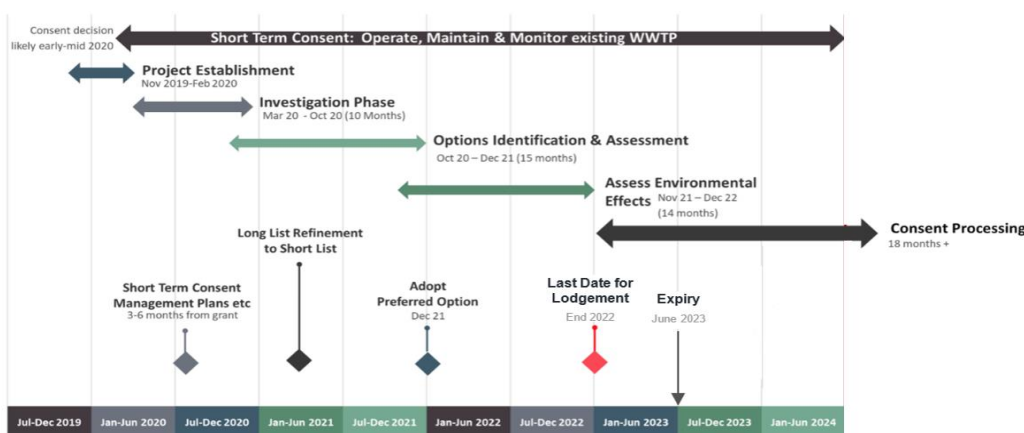 Consent decision
likely early-mid 2020
Short Term Consent: Operate, Maintain & Monitor existing WWTP
Project Establishment
Nov 2019-Feb 2020
Investigation Phase
Mar 20 - Oct 20 (10 Months)
Options Identification & Assessment
Oct 20 – Dec 21 (15 months)
Assess Environmental
Effects Nov 21 – Dec 22
(14 months)
Consent Processing
18 months +
Long List Refinement
to Short List
Short Term Consent
Management Plans etc
3-6 months from grant
Adopt
Preferred Option
Dec 21
Last Date for
Lodgement
End 2022
Expiry
June 2023
Jul-Dec 2019 Jan-Jun 2020 Jul-Dec 2020 Jan-Jun 2021 Jul-Dec 2021 Jan-Jun 2022 Jul-Dec 2022 Jan-Jun 2023 Jul-Dec 2023 Jan-Jun 2024